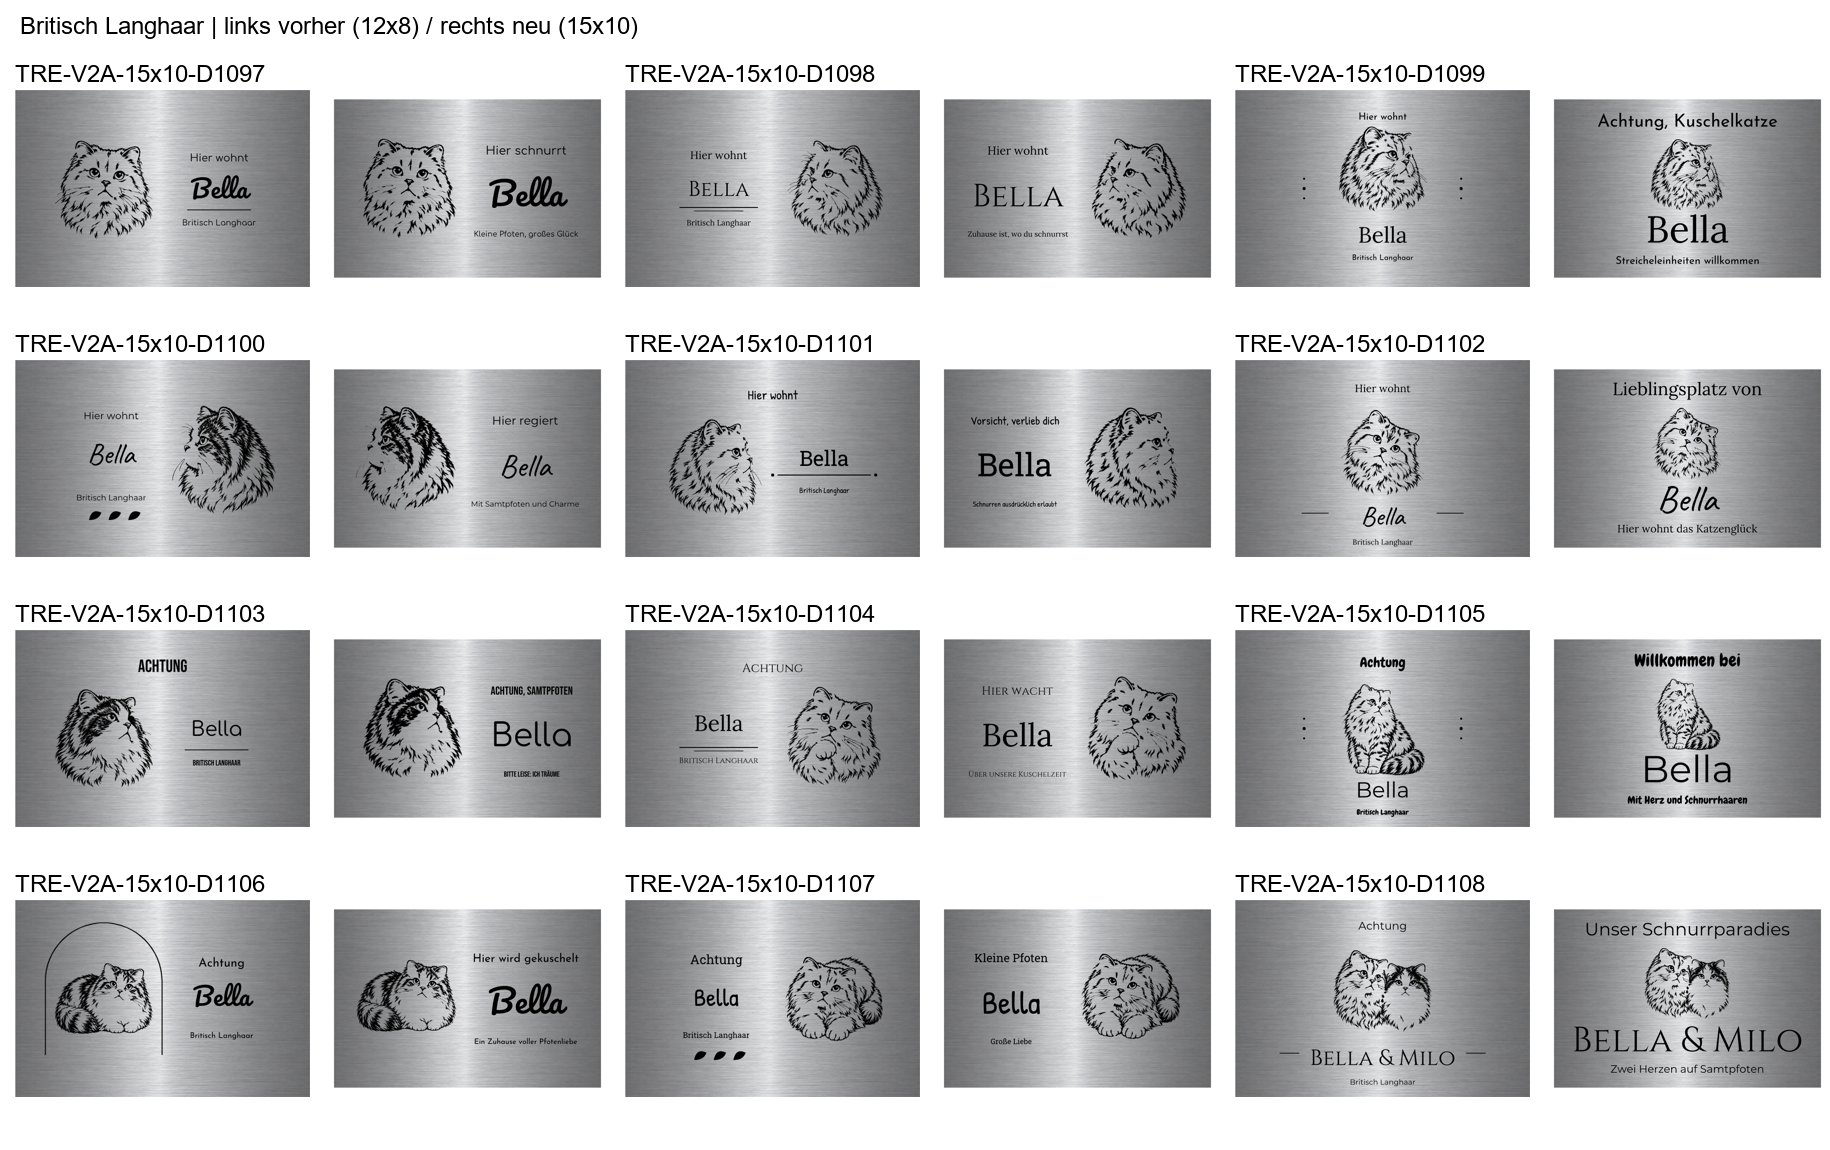 Britisch Langhaar | links vorher (12x8) / rechts neu (15x10)
TRE-V2A-15x10-D1097
Hier wohnt
Bella
Britisch Langhaar
Hier schnurrt
Bella
Kleine Pfoten, großes Glück
TRE-V2A-15x10-D1098
Hier wohnt
Bella
Britisch Langhaar
Hier wohnt
Bella
Zuhause ist, wo du schnurrst
TRE-V2A-15x10-D1099
Hier wohnt
Bella
Britisch Langhaar
Achtung, Kuschelkatze
Bella
Streicheleinheiten willkommen
TRE-V2A-15x10-D1100
Hier wohnt
Bella
Britisch Langhaar
Hier regiert
Bella
Mit Samtpfoten und Charme
TRE-V2A-15x10-D1101
Hier wohnt
Bella
Britisch Langhaar
Vorsicht, verlieb dich
Bella
Schnurren ausdrücklich erlaubt
TRE-V2A-15x10-D1102
Hier wohnt
Bella
Britisch Langhaar
Lieblingsplatz von
Bella
Hier wohnt das Katzenglück
TRE-V2A-15x10-D1103
ACHTUNG
Bella
BRITISCH LANGHAAR
ACHTUNG, SAMTPFOTEN
Bella
BITTE LEISE: ICH TRÄUME
TRE-V2A-15x10-D1104
Achtung
Bella
Britisch Langhaar
Hier wacht
Bella
Über unsere Kuschelzeit
TRE-V2A-15x10-D1105
Achtung
Bella
Britisch Langhaar
Willkommen bei
Bella
Mit Herz und Schnurrhaaren
TRE-V2A-15x10-D1106
Achtung
Bella
Britisch Langhaar
Hier wird gekuschelt
Bella
Ein Zuhause voller Pfotenliebe
TRE-V2A-15x10-D1107
Achtung
Bella
Britisch Langhaar
Kleine Pfoten
Bella
Große Liebe
TRE-V2A-15x10-D1108
Achtung
Bella & Milo
Britisch Langhaar
Unser Schnurrparadies
Bella & Milo
Zwei Herzen auf Samtpfoten